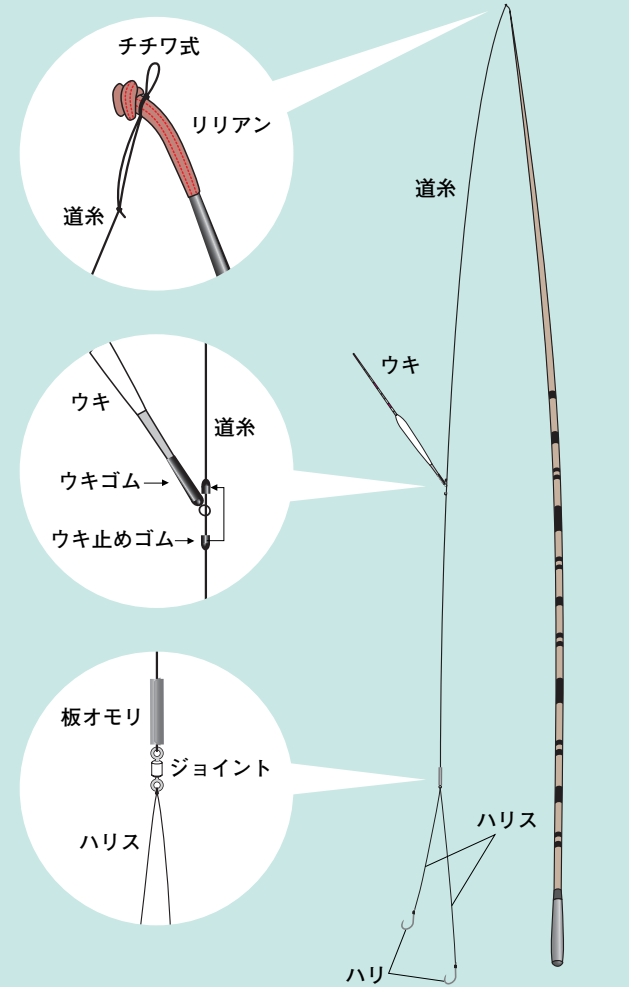 チチワ式
リリアン
道糸
道糸
ウキ
ウキ
道糸
ウキゴム
ウキ止めゴム
板オモリ
ジョイント
ハリス
ハリス
ハリ